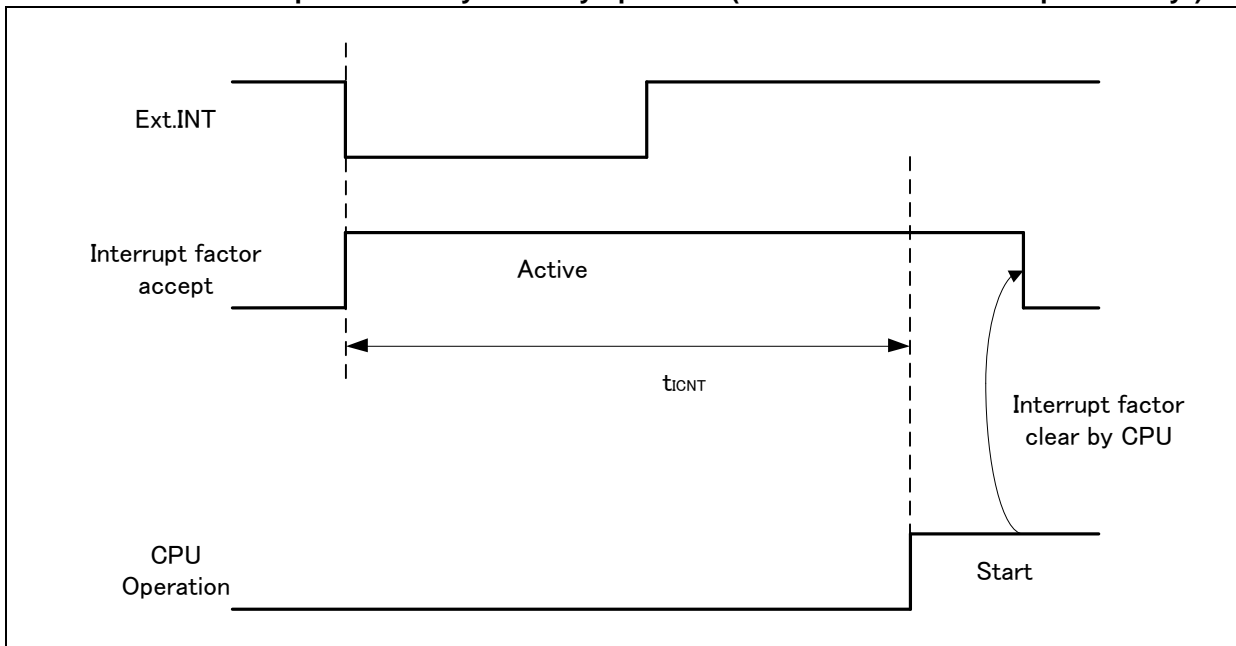 Ext.INT
Interrupt factor
accept
Active
tICNT
Interrupt factor
clear by CPU
CPU
Operation
Start